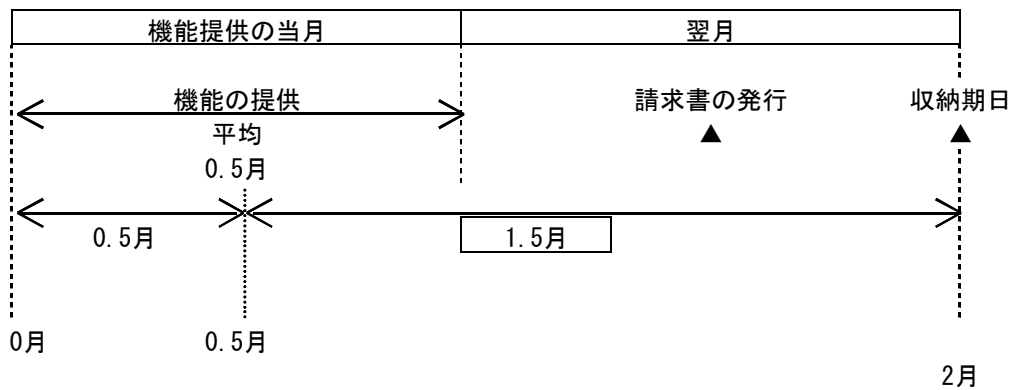 機能提供の当月
翌月
機能の提供
請求書の発行
収納期日
平均
▲
▲
0.5月
0.5月
1.5月
0月
0.5月
2月